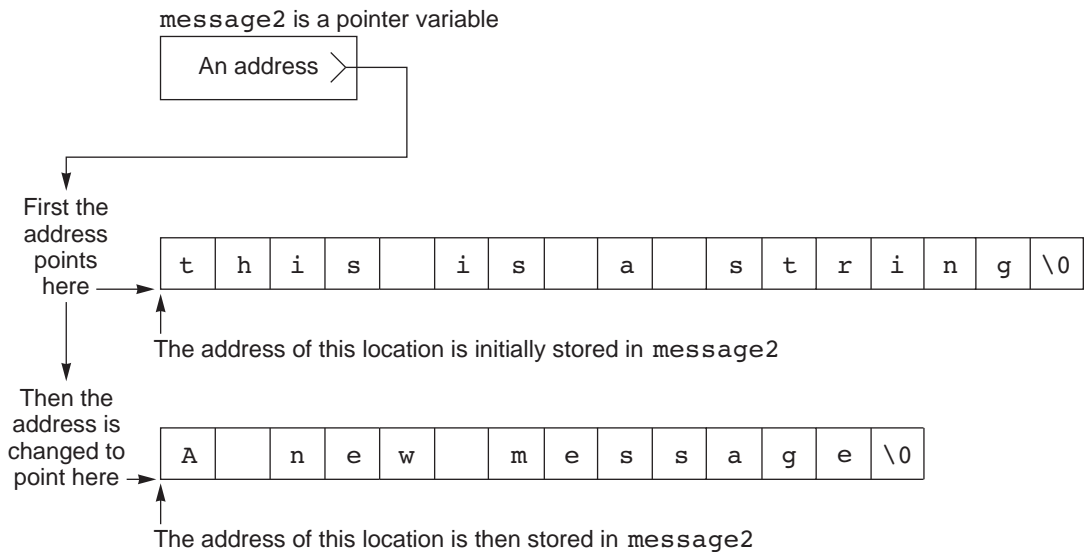 message2 is a pointer variable
An address
First the
address
points
here
t h i s i s a s t r i n g \0
The address of this location is initially stored in message2
Then the
address is
changed to
point here
A n e w m e s s a g e \0
The address of this location is then stored in message2